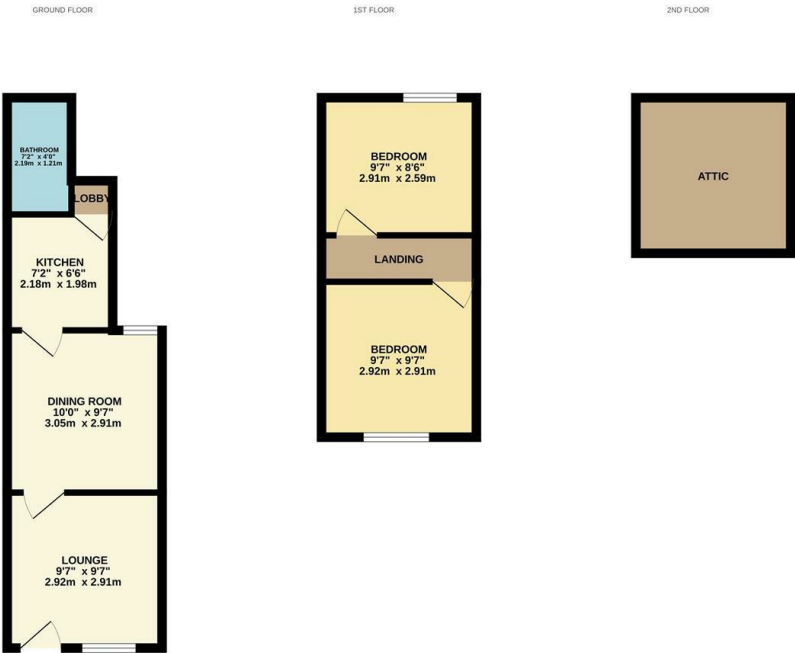 GROUND FLOOR
1ST FLOOR
2ND FLOOR
BATHROOM
7'2" x 4'0"
2.19m x 1.21m
LOBBY
KITCHEN
7'2" x 6'6"
2.18m x 1.98m
DINING ROOM
10'0" x 9'7"
3.05m x 2.91m
LOUNGE
9'7" x 9'7"
2.92m x 2.91m
BEDROOM
9'7" x 8'6"
2.91m x 2.59m
LANDING
BEDROOM
9'7" x 9'7"
2.92m x 2.91m
ATTIC